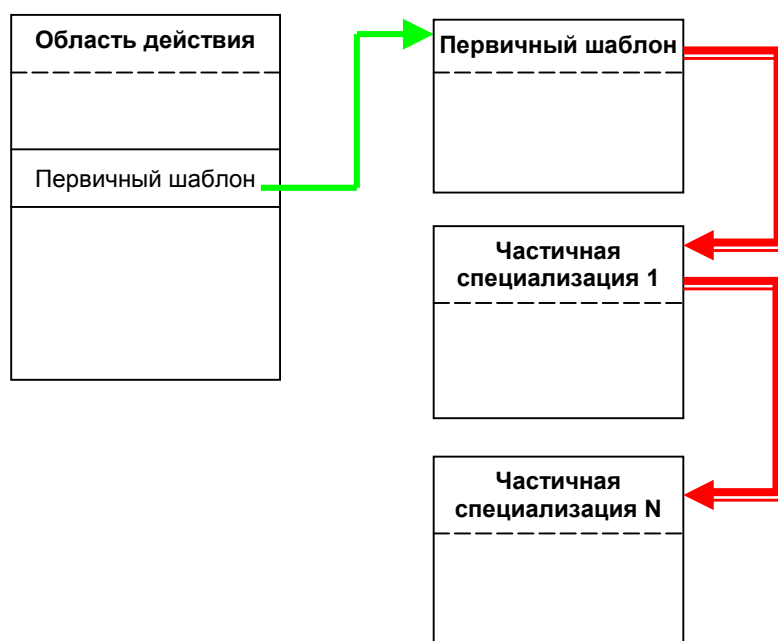 Область действия
Первичный шаблон
Первичный шаблон
Частичная
специализация 1
Частичная
специализация N